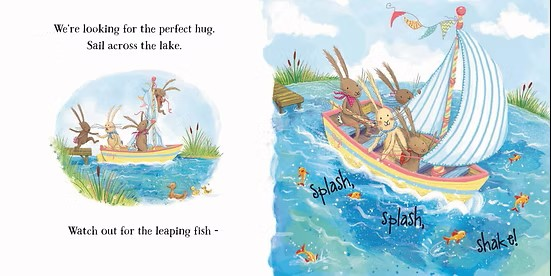 We're looking for the perfect hug.
Sail across the lake.
Watch out for the leaping fish -
splash,
splash,
shake!